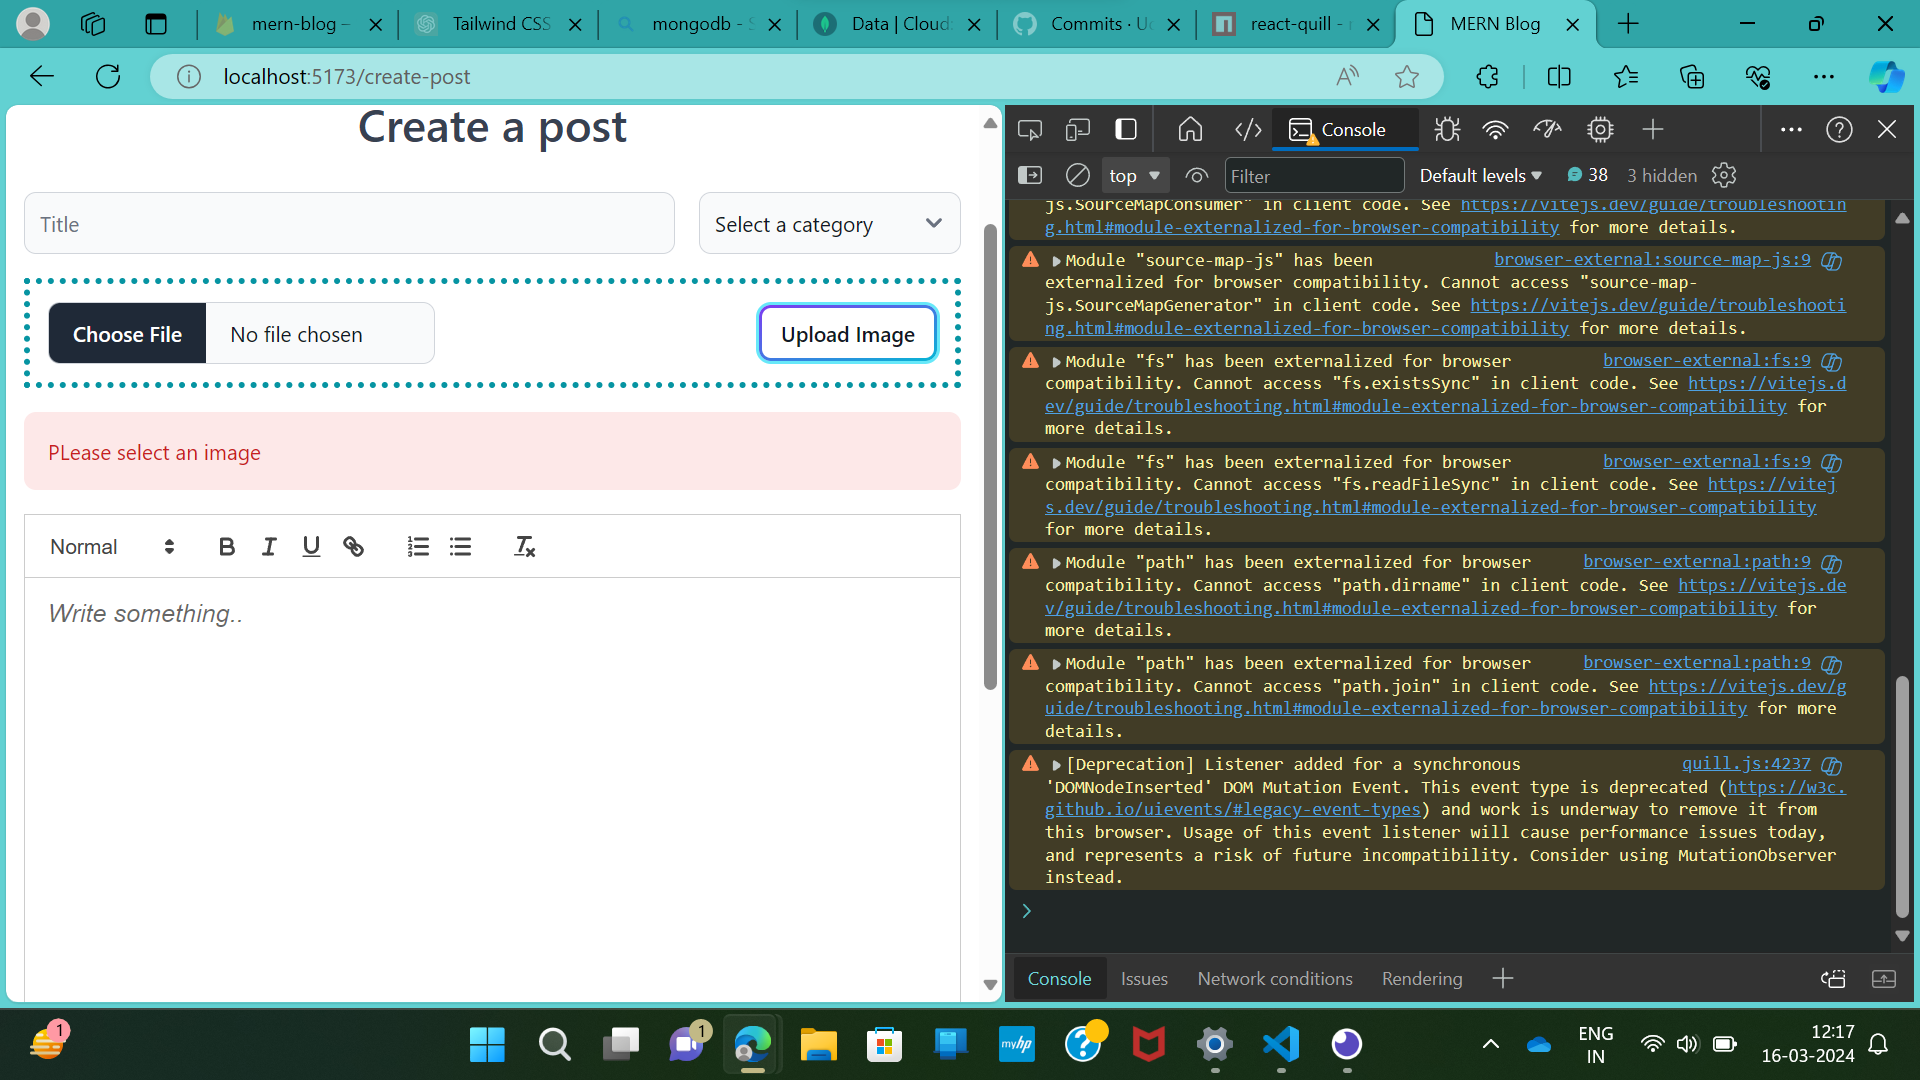 mern-blog –
Tailwind CSS
mongodb - S
Data | Cloud
Commits · Uc
react-quill - n
MERN Blog
localhost:5173/create-post
Create a post
Title
Select a category
Choose File
No file chosen
Upload Image
PLease select an image
Normal
Write something..
Console
top
Filter
Default levels
38
3 hidden
js.SourceMapConsumer" in client code. See https://vitejs.dev/guide/troubleshootin
g.html#module-externalized-for-browser-compatibility for more details.
Module "source-map-js" has been browser-external:source-map-js:9
externalized for browser compatibility. Cannot access "source-map-
js.SourceMapGenerator" in client code. See https://vitejs.dev/guide/troubleshooti
ng.html#module-externalized-for-browser-compatibility for more details.
Module "fs" has been externalized for browser browser-external:fs:9
compatibility. Cannot access "fs.existsSync" in client code. See https://vitejs.d
ev/guide/troubleshooting.html#module-externalized-for-browser-compatibility for
more details.
Module "fs" has been externalized for browser browser-external:fs:9
compatibility. Cannot access "fs.readFileSync" in client code. See https://vitej
s.dev/guide/troubleshooting.html#module-externalized-for-browser-compatibility
for more details.
Module "path" has been externalized for browser browser-external:path:9
compatibility. Cannot access "path.dirname" in client code. See https://vitejs.de
v/guide/troubleshooting.html#module-externalized-for-browser-compatibility for
more details.
Module "path" has been externalized for browser browser-external:path:9
compatibility. Cannot access "path.join" in client code. See https://vitejs.dev/g
uide/troubleshooting.html#module-externalized-for-browser-compatibility for more
details.
[Deprecation] Listener added for a synchronous quill.js:4237
'DOMNodeInserted' DOM Mutation Event. This event type is deprecated (https://w3c.
github.io/uievents/#legacy-event-types) and work is underway to remove it from
this browser. Usage of this event listener will cause performance issues today,
and represents a risk of future incompatibility. Consider using MutationObserver
instead.
Console
Issues
Network conditions
Rendering
1
1
myhp
ENG
IN
12:17
16-03-2024